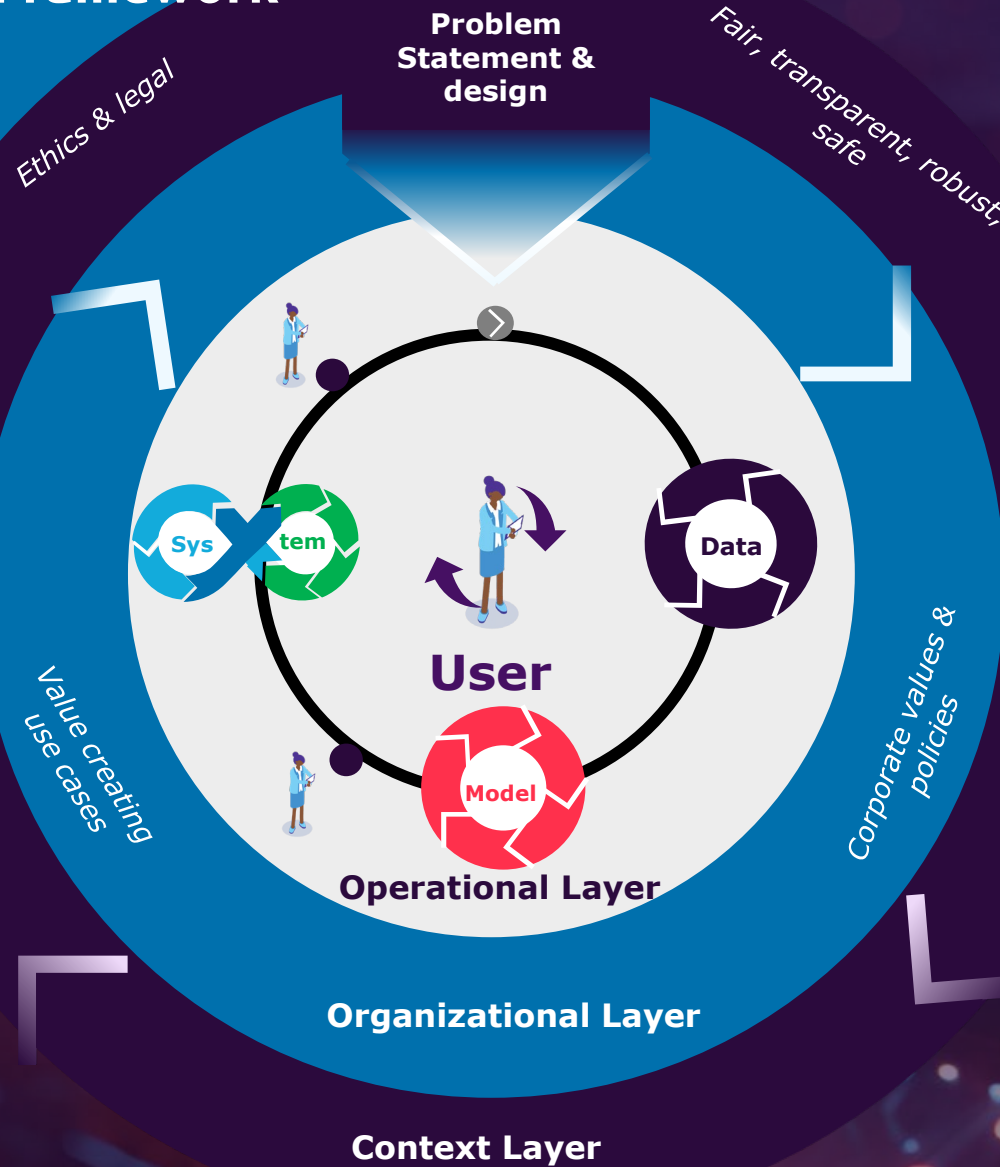 Framework
Problem
Statement &
design
Ethics & legal
Fair, transparent, robust,
safe
Sys
tem
Data
User
Model
Value creating
use cases
Corporate values &
policies
Operational Layer
Organizational Layer
Context Layer